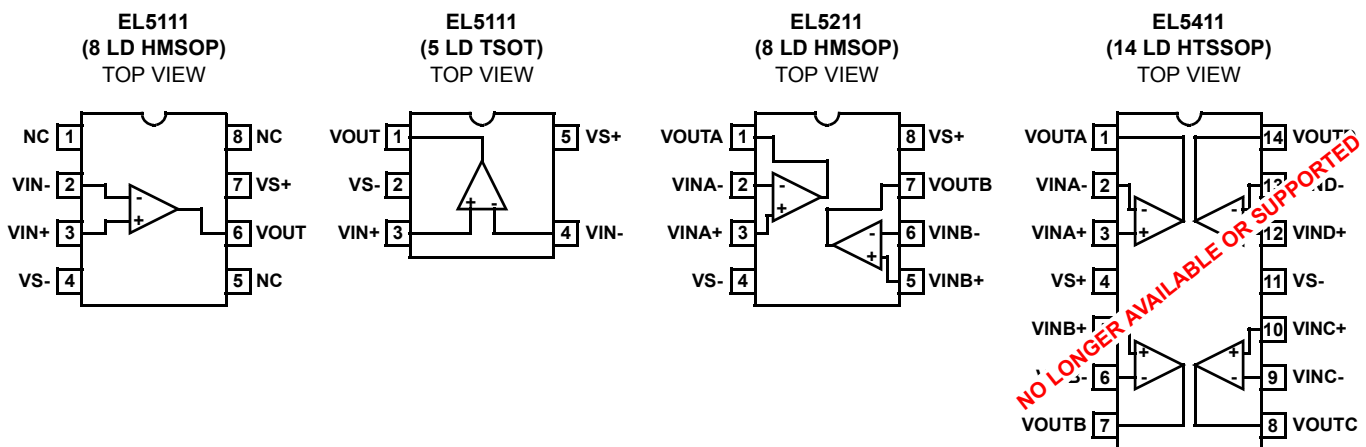 EL5111
(8 LD HMSOP)
TOP VIEW
NC 1
8 NC
VIN- 2
7 VS+
- +
VIN+ 3
6 VOUT
VS- 4
5 NC
EL5111
(5 LD TSOT)
TOP VIEW
VOUT 1
5 VS+
VS- 2
+ -
VIN+ 3
4 VIN-
EL5211
(8 LD HMSOP)
TOP VIEW
VOUTA 1
8 VS+
VINA- 2
7 VOUTB
- +
VINA+ 3
6 VINB-
- +
VS- 4
5 VINB+
EL5411
(14 LD HTSSOP)
TOP VIEW
VOUTA 1
14
VINA- 2
- +
VINA+ 3
12 VIND+
- +
VS+ 4
11 VS-
VINB+
10 VINC+
+ -
6
9 VINC-
+ -
VOUTB 7
8 VOUTC
NO LONGER AVAILABLE OR SUPPORTED